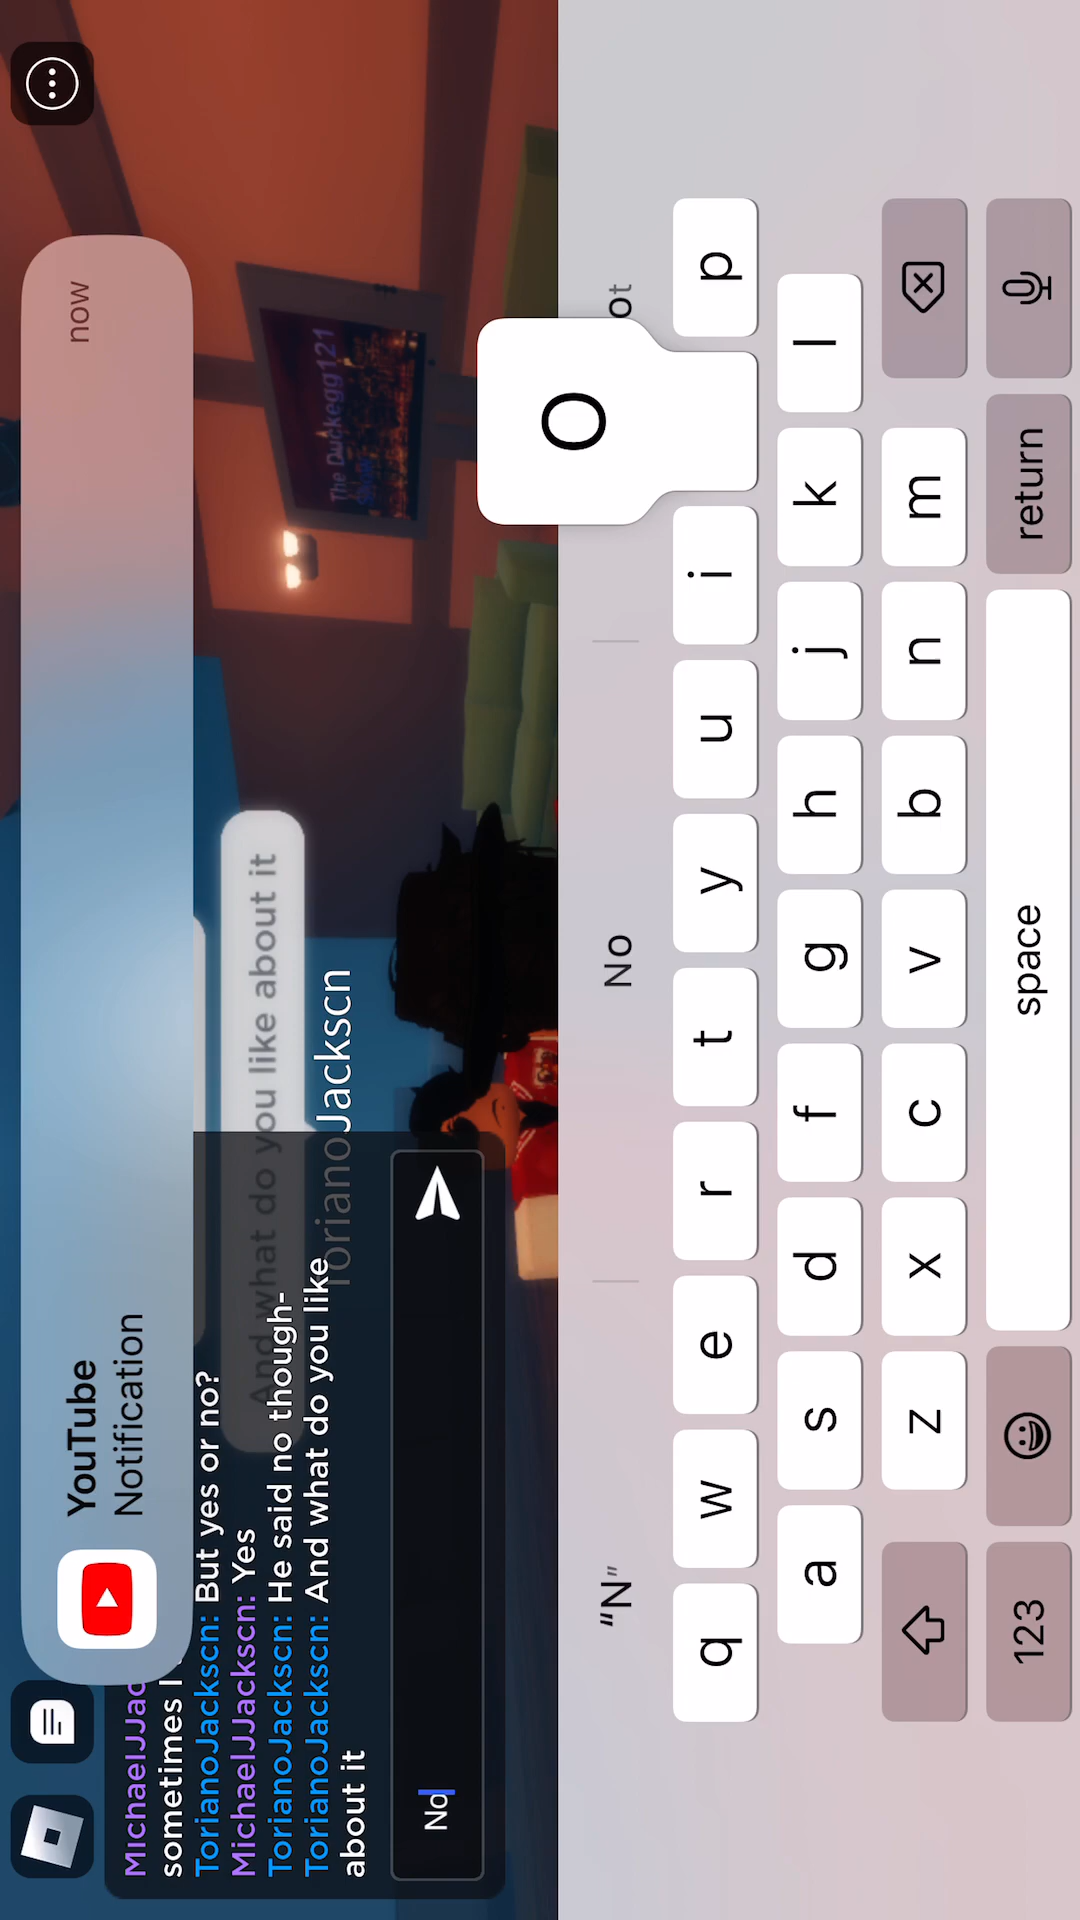 now
YouTube
Notification
MichaelJJac
sometimes I
TorianoJackscn: But yes or no?
MichaelJJackscn: Yes
TorianoJackscn: He said no though-
TorianoJackscn: And what do you like
about it
No
And what do you like about it
TorianoJackscn
The Duckegg121
Show
"N"
No
ot
q w e r t y u i O p
a s d f g h j k l
z x c v b n m
123
space
return